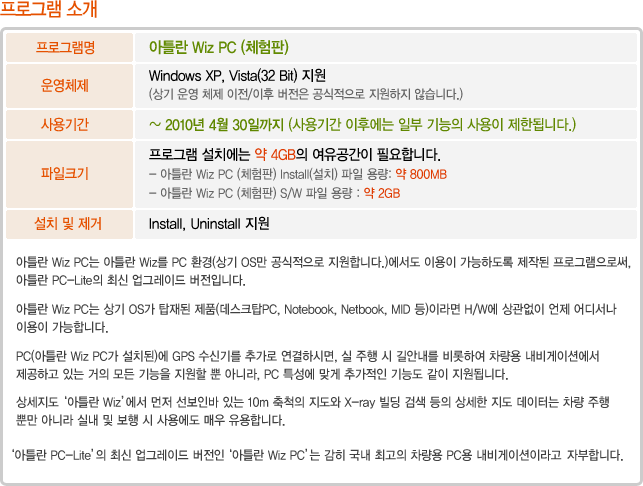 프로그램 소개
프로그램명 아틀란 Wiz PC (체험판)
운영체제 Windows XP, Vista(32 Bit) 지원
(상기 운영 체제 이전/이후 버전은 공식적으로 지원하지 않습니다.)
사용기간 ~ 2010년 4월 30일까지 (사용기간 이후에는 일부 기능의 사용이 제한됩니다.)
파일크기 프로그램 설치에는 약 4GB의 여유공간이 필요합니다.
- 아틀란 Wiz PC (체험판) Install(설치) 파일 용량: 약 800MB
- 아틀란 Wiz PC (체험판) S/W 파일 용량 : 약 2GB
설치 및 제거 Install, Uninstall 지원
아틀란 Wiz PC는 아틀란 Wiz를 PC 환경(상기 OS만 공식적으로 지원합니다.)에서도 이용이 가능하도록 제작된 프로그램으로써,
아틀란 PC-Lite의 최신 업그레이드 버전입니다.
아틀란 Wiz PC는 상기 OS가 탑재된 제품(데스크탑PC, Notebook, Netbook, MID 등)이라면 H/W에 상관없이 언제 어디서나
이용이 가능합니다.
PC(아틀란 Wiz PC가 설치된)에 GPS 수신기를 추가로 연결하시면, 실 주행 시 길안내를 비롯하여 차량용 내비게이션에서
제공하고 있는 거의 모든 기능을 지원할 뿐 아니라, PC 특성에 맞게 추가적인 기능도 같이 지원됩니다.
상세지도 ‘아틀란 Wiz’에서 먼저 선보인바 있는 10m 축척의 지도와 X-ray 빌딩 검색 등의 상세한 지도 데이터는 차량 주행
뿐만 아니라 실내 및 보행 시 사용에도 매우 유용합니다.
‘아틀란 PC-Lite’의 최신 업그레이드 버전인 ‘아틀란 Wiz PC’는 감히 국내 최고의 차량용 PC용 내비게이션이라고 자부합니다.